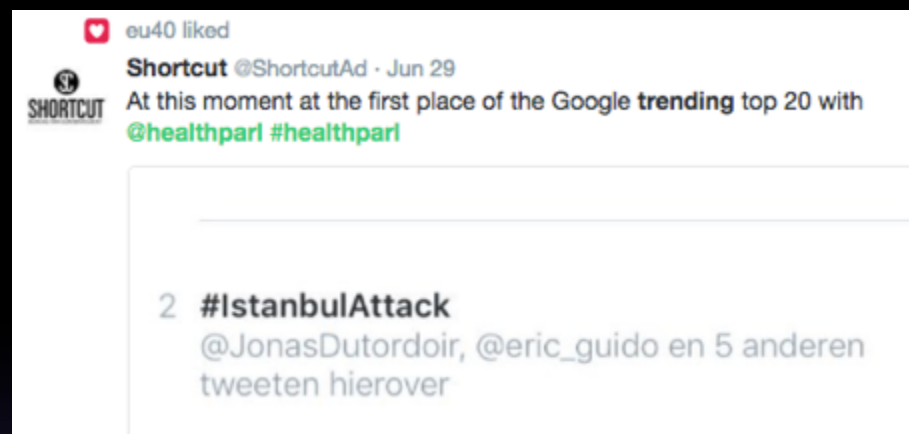 eu40 liked
Shortcut @ShortcutAd · Jun 29
SC
SHORTCUT
At this moment at the first place of the Google trending top 20 with
@healthparl #healthparl
2 #IstanbulAttack
@JonasDutordoir, @eric_guido en 5 anderen
tweeten hierover